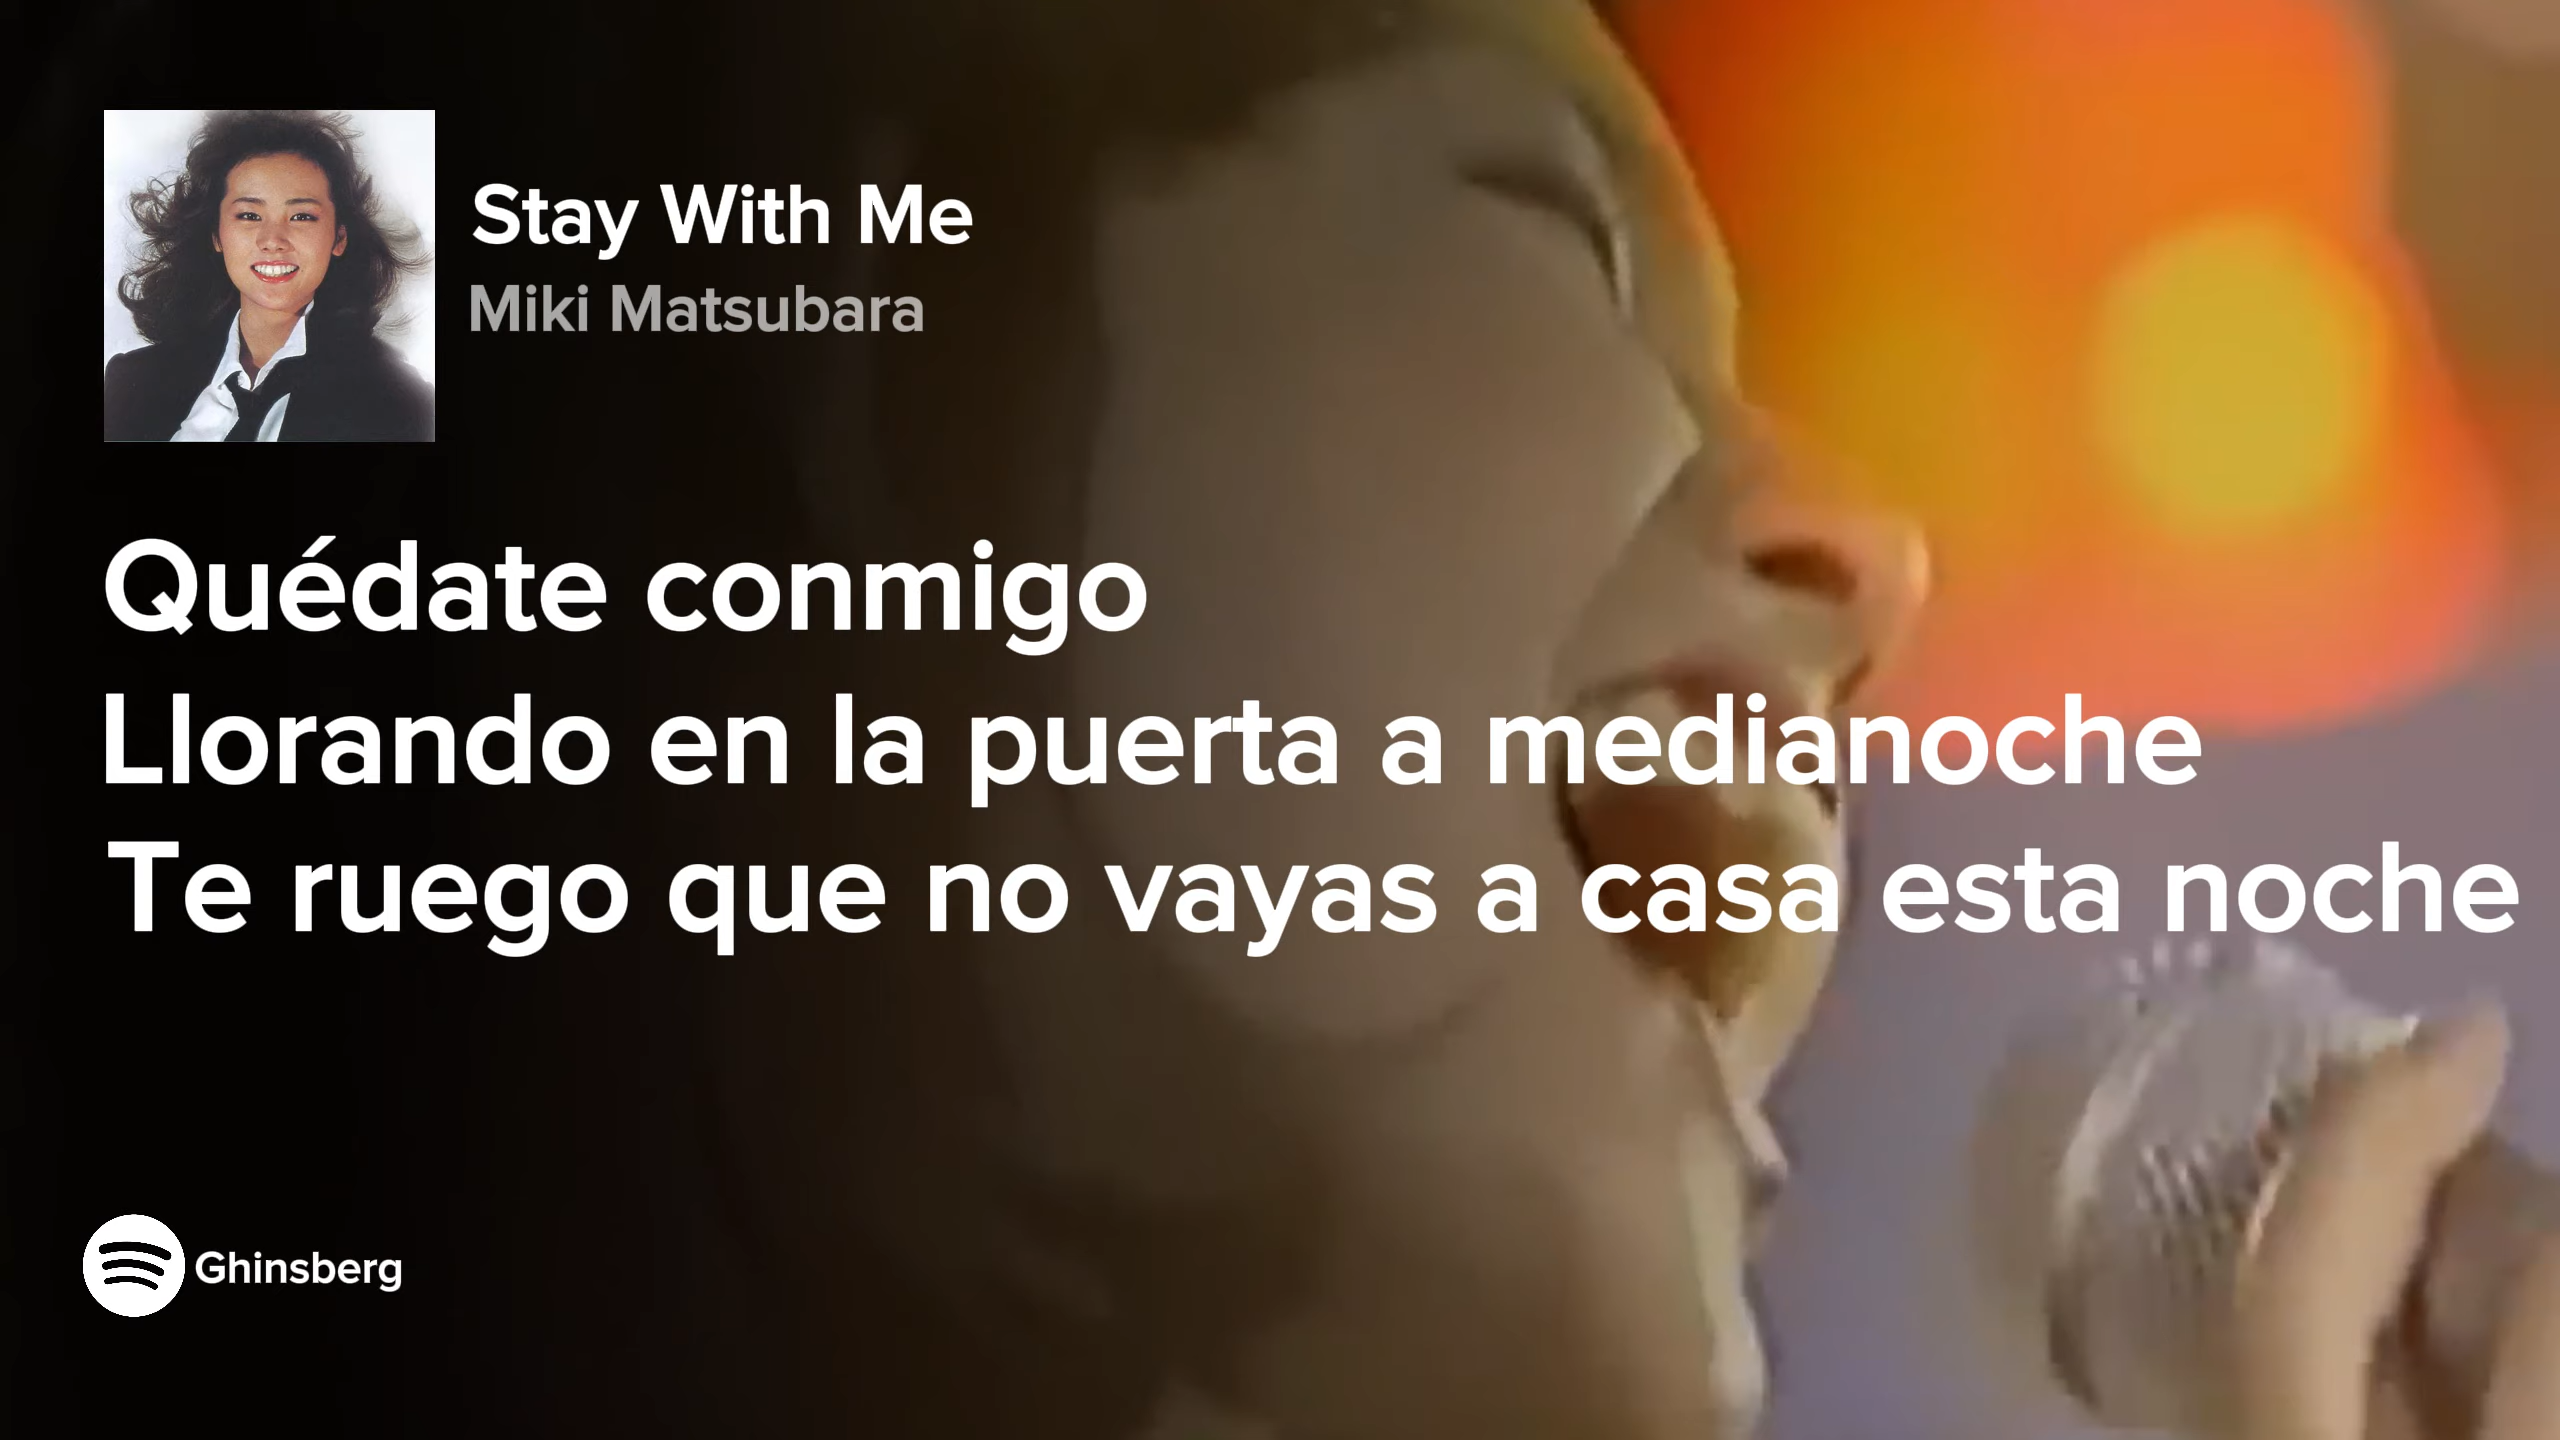 Stay With Me
Miki Matsubara
Quédate conmigo
Llorando en la puerta a medianoche
Te ruego que no vayas a casa esta noche
Ghinsberg